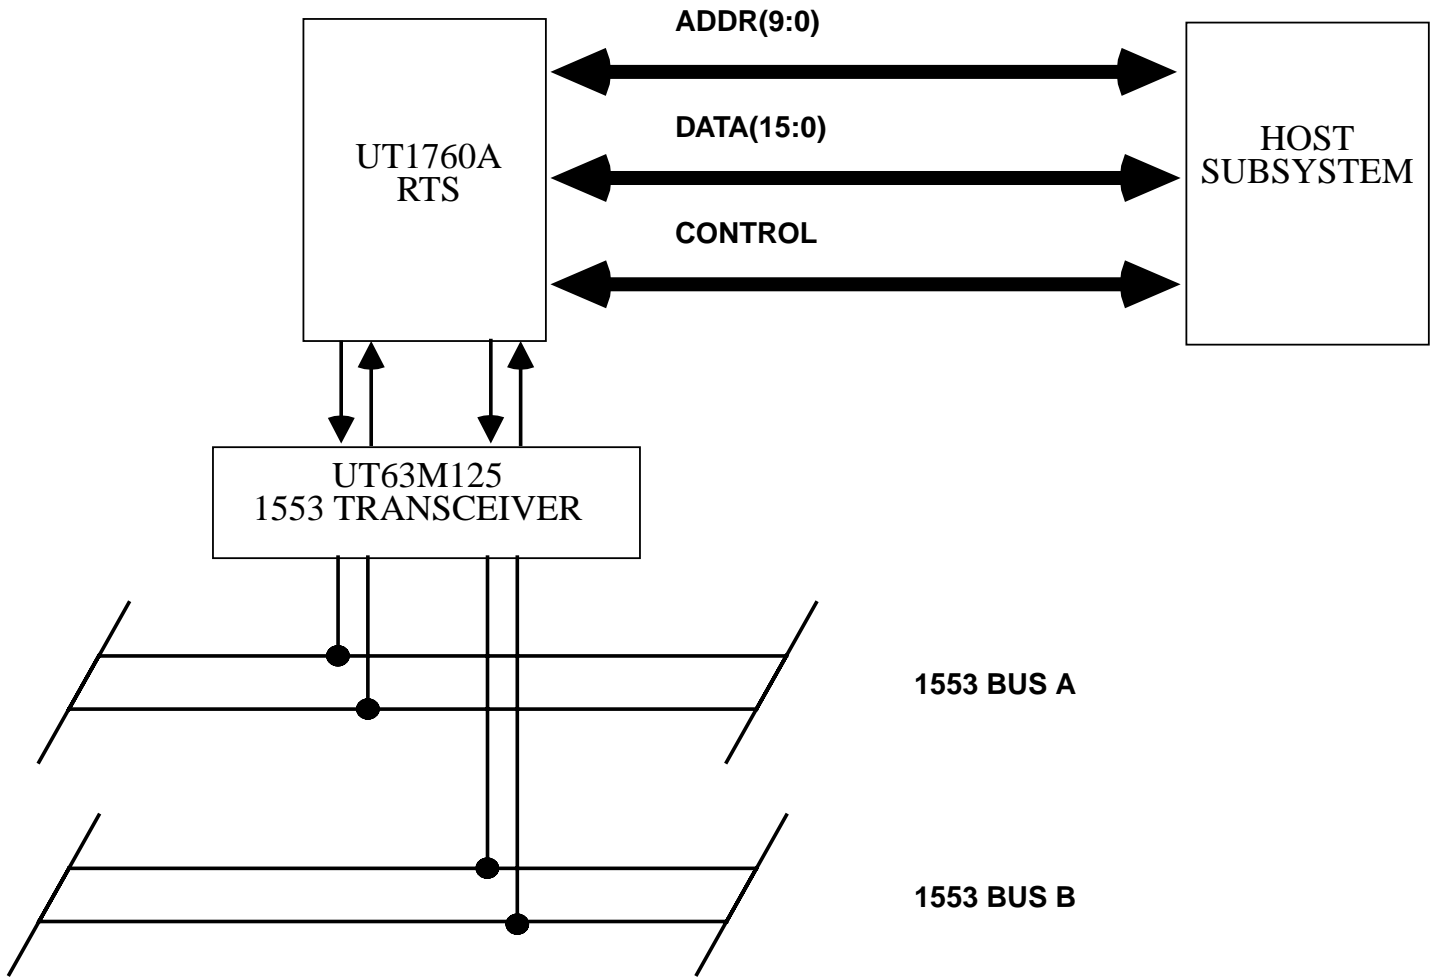 ADDR(9:0)
DATA(15:0)
CONTROL
UT1760A
RTS
HOST
SUBSYSTEM
UT63M125
1553 TRANSCEIVER
1553 BUS A
1553 BUS B